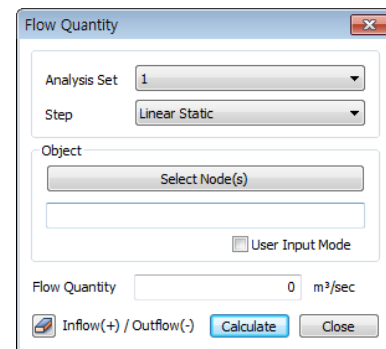 Flow Quantity
Analysis Set 1
Step Linear Static
Object
Select Node(s)
User Input Mode
Flow Quantity 0 m³/sec
Inflow(+) / Outflow(-) Calculate Close